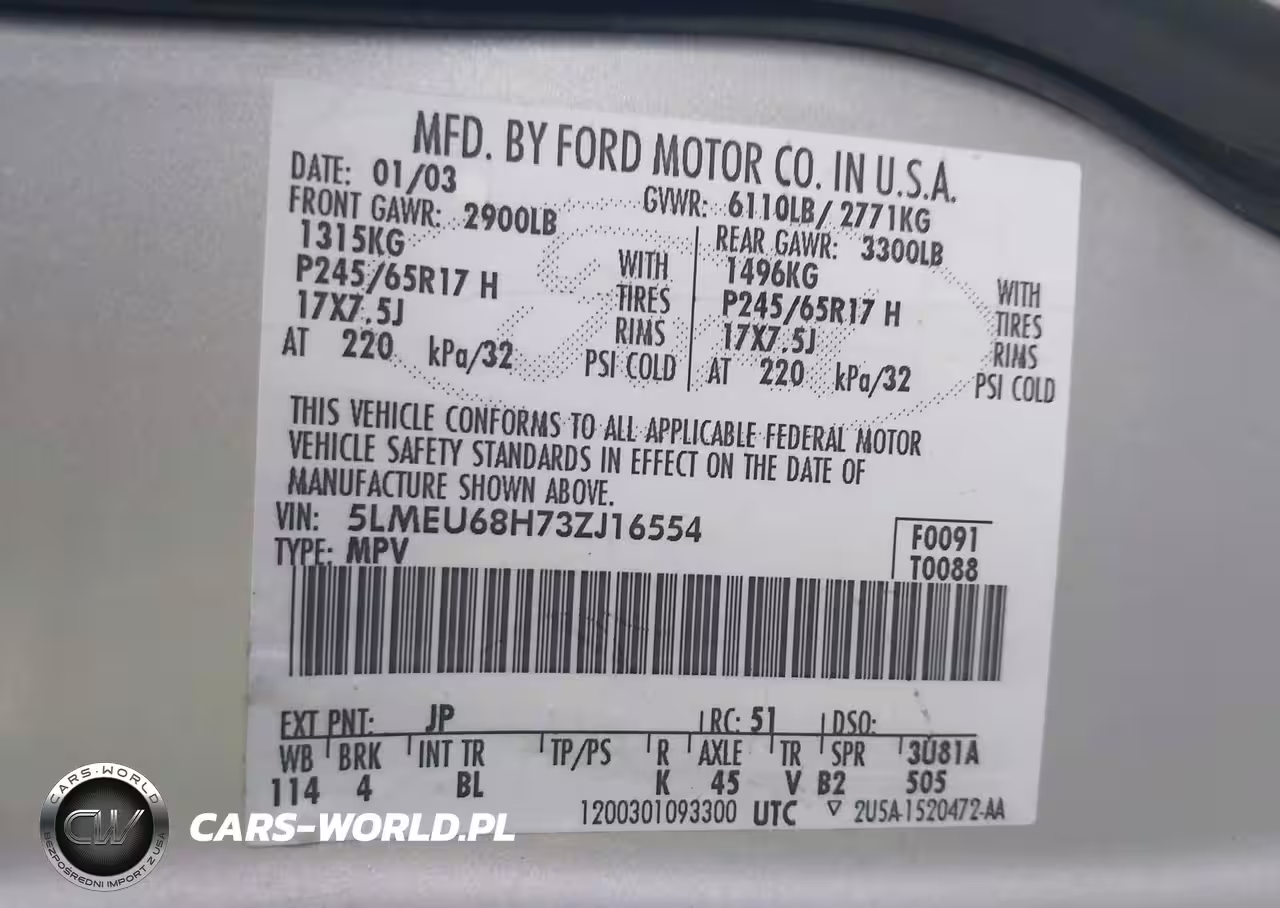 MFD. BY FORD MOTOR CO. IN U.S.A.
DATE: 01/03 GVWR: 6110LB/ 2771KG
FRONT GAWR: 2900LB REAR GAWR: 3300LB
1315KG WITH 1496KG WITH
P245/65R17 H TIRES P245/65R17 H TIRES
17X7.5J RIMS 17X7.5J RIMS
AT 220 kPa/32 PSI COLD AT 220 kPa/32 PSI COLD
THIS VEHICLE CONFORMS TO ALL APPLICABLE FEDERAL MOTOR
VEHICLE SAFETY STANDARDS IN EFFECT ON THE DATE OF
MANUFACTURE SHOWN ABOVE.
VIN: 5LMEU68H73ZJ16554 F0091
TYPE: MPV T0088
EXT PNT: JP RC: 51 DSO:
WB BRK INT TR TP/PS R AXLE TR SPR 3U81A
114 4 BL K 45 V B2 505
1200301093300 UTC ▽ 2U5A-1520472-AA
CARS-WORLD
CW
BEZPOŚREDNI IMPORT Z USA
CARS-WORLD.PL